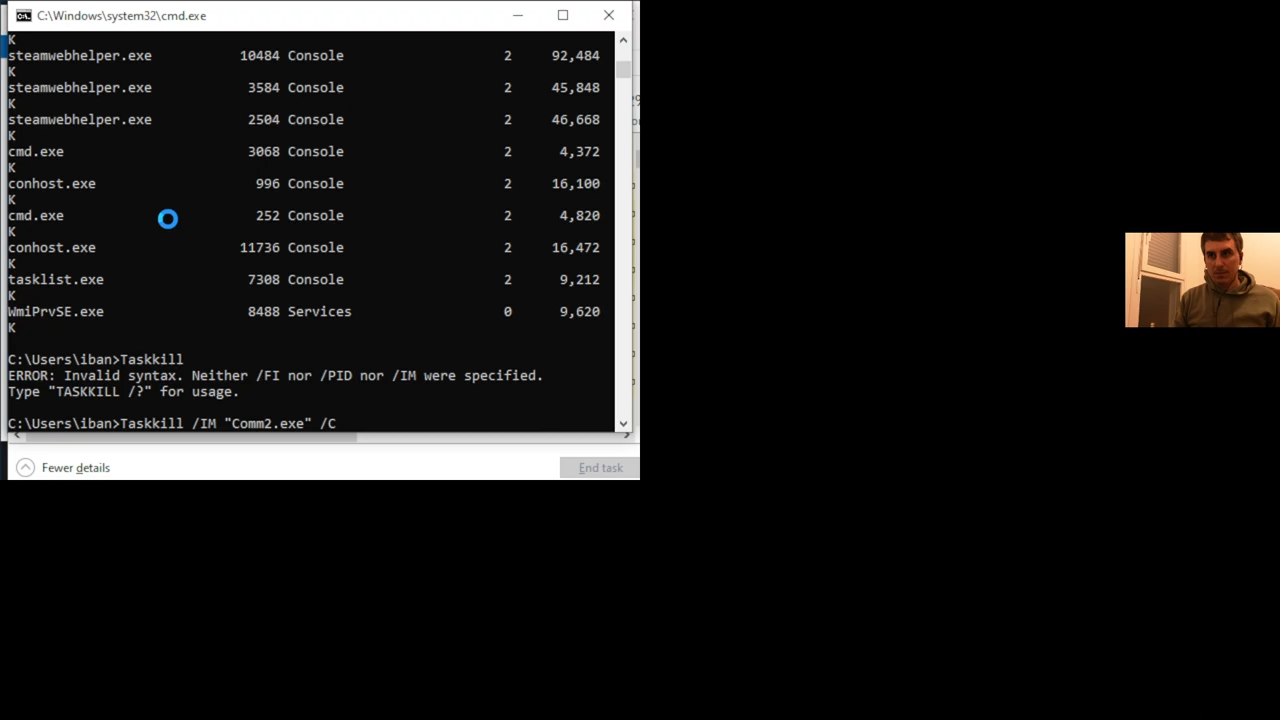 C:\Windows\system32\cmd.exe
K
steamwebhelper.exe 10484 Console 2 92,484
K
steamwebhelper.exe 3584 Console 2 45,848
K
steamwebhelper.exe 2504 Console 2 46,668
K
cmd.exe 3068 Console 2 4,372
K
conhost.exe 996 Console 2 16,100
K
cmd.exe 252 Console 2 4,820
K
conhost.exe 11736 Console 2 16,472
K
tasklist.exe 7308 Console 2 9,212
K
WmiPrvSE.exe 8488 Services 0 9,620
K
C:\Users\iban>Taskkill
ERROR: Invalid syntax. Neither /FI nor /PID nor /IM were specified.
Type "TASKKILL /?" for usage.
C:\Users\iban>Taskkill /IM "Comm2.exe" /C
Fewer details
End task